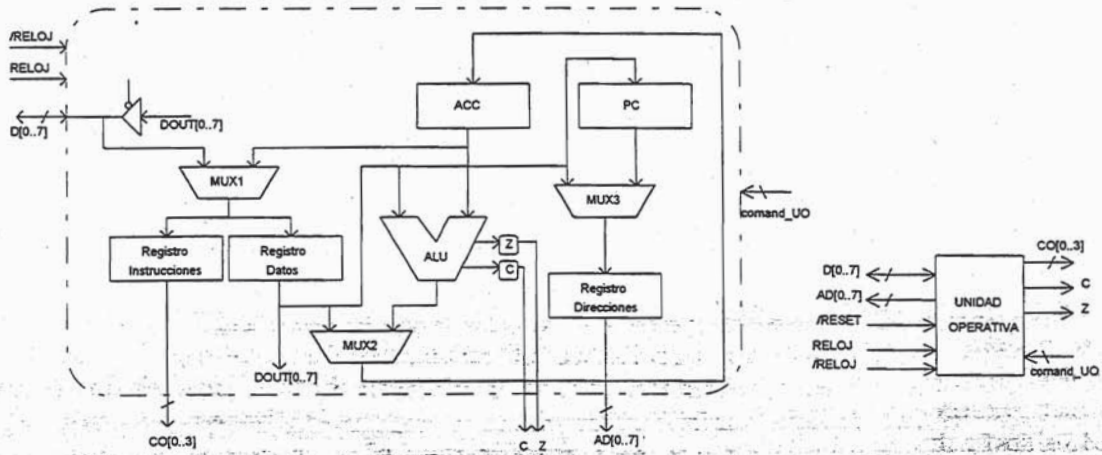 /RELOJ
RELOJ
D[0..7]
DOUT[0..7]
ACC
PC
MUX1
MUX3
comand_UO
Registro
Instrucciones
Registro
Datos
ALU
Z
C
Registro
Direcciones
MUX2
DOUT[0..7]
CO[0..3]
C Z
AD[0..7]
D[0..7]
AD[0..7]
/RESET
RELOJ
/RELOJ
UNIDAD
OPERATIVA
CO[0..3]
C
Z
comand_UO